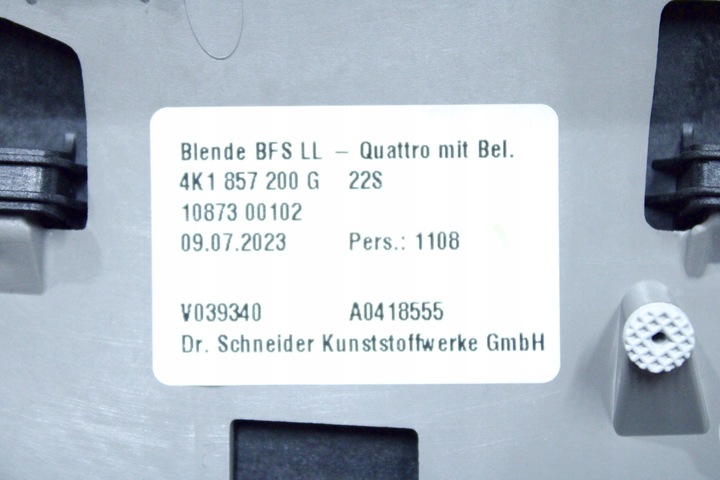 Blende BFS LL – Quattro mit Bel.
4K1 857 200 G 22S
10873 00102
09.07.2023 Pers.: 1108
V039340 A0418555
Dr. Schneider Kunststoffwerke GmbH